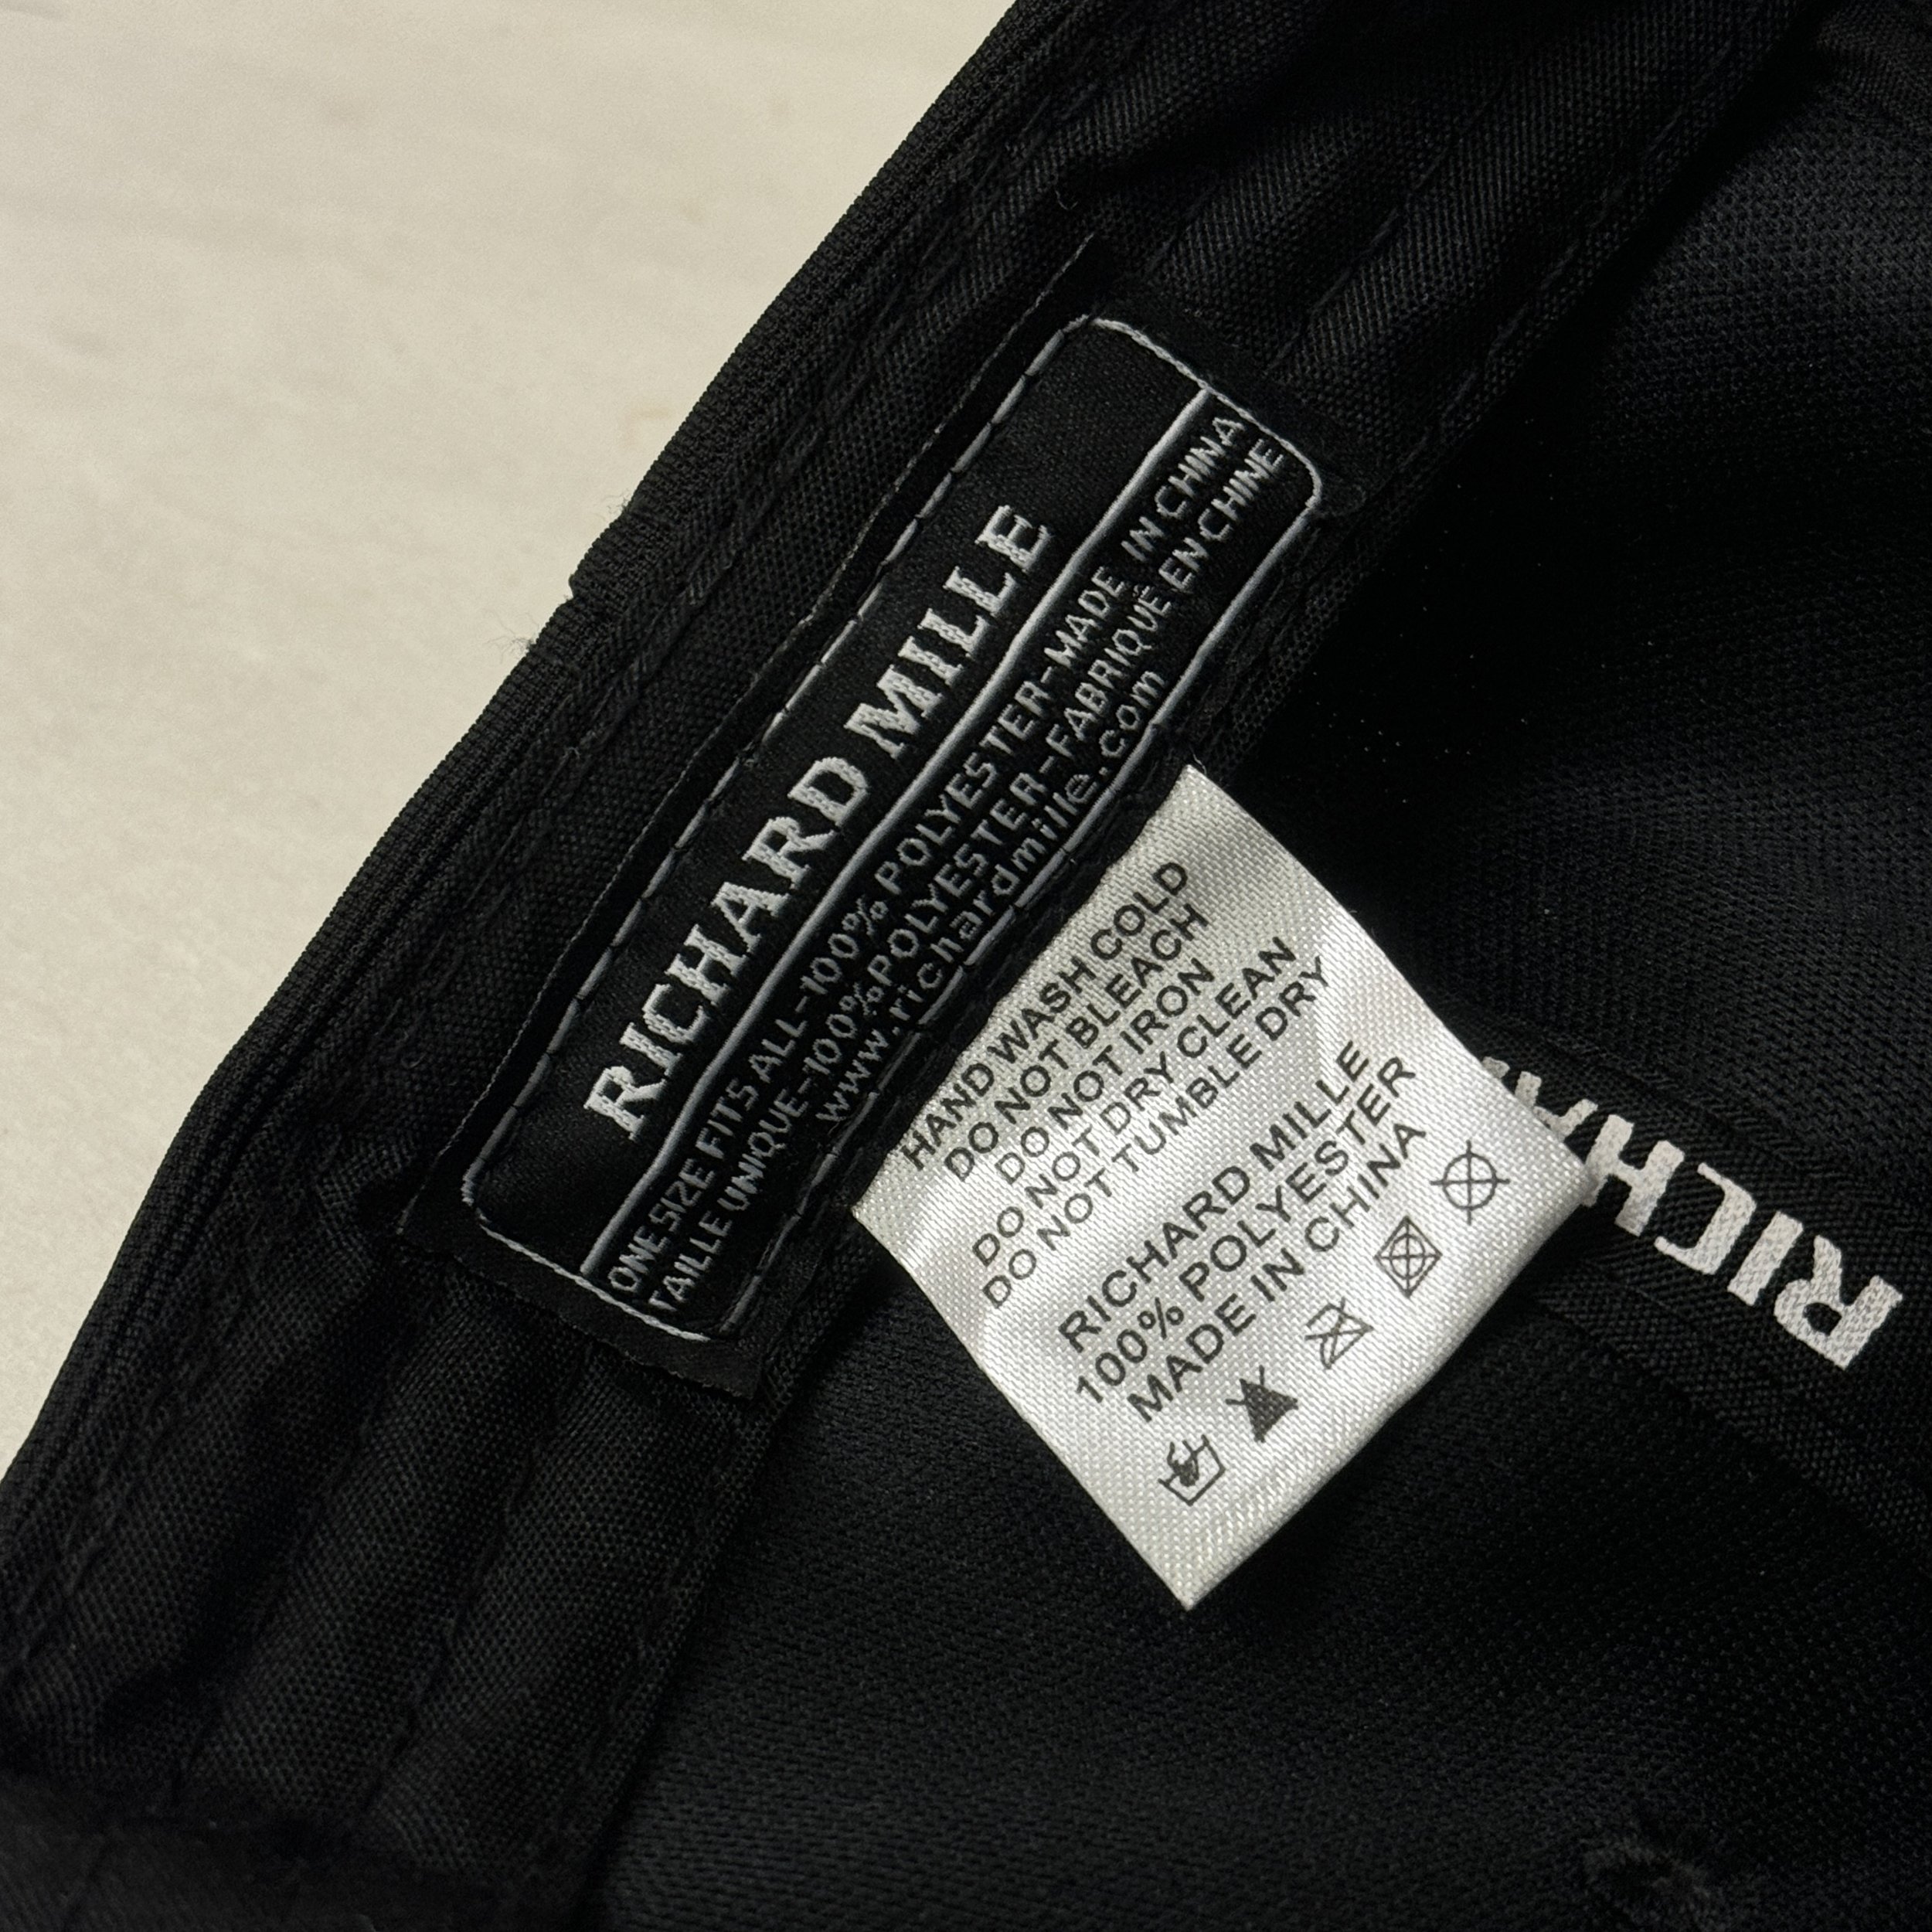 RICHARD MILLE
ONE SIZE FITS ALL-100% POLYESTER-MADE IN CHINA
TAILLE UNIQUE-100%POLYESTER-FABRIQUÉ EN CHINE
www.richardmille.com
HAND WASH COLD
DO NOT BLEACH
DO NOT IRON
DO NOT DRY CLEAN
DO NOT TUMBLE DRY
RICHARD MILLE
100% POLYESTER
MADE IN CHINA
RICHA